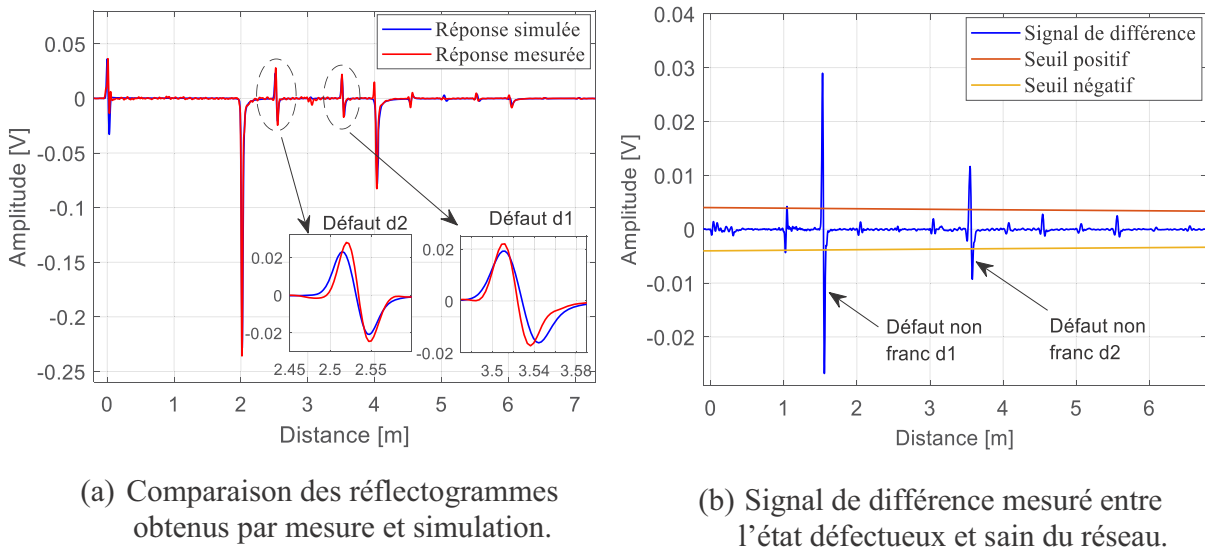 Réponse simulée
Réponse mesurée
0.05
0
-0.05
-0.1
-0.15
-0.2
-0.25
Amplitude [V]
0 1 2 3 4 5 6 7
Distance [m]
Défaut d2
0.02
0
-0.02
2.45 2.5 2.55
Défaut d1
0.02
0
-0.02
3.5 3.54 3.58
(a) Comparaison des réflectogrammes
obtenus par mesure et simulation.
Signal de différence
Seuil positif
Seuil négatif
0.04
0.03
0.02
0.01
0
-0.01
-0.02
Amplitude [V]
0 1 2 3 4 5 6
Distance [m]
Défaut non
franc d1
Défaut non
franc d2
(b) Signal de différence mesuré entre
l’état défectueux et sain du réseau.